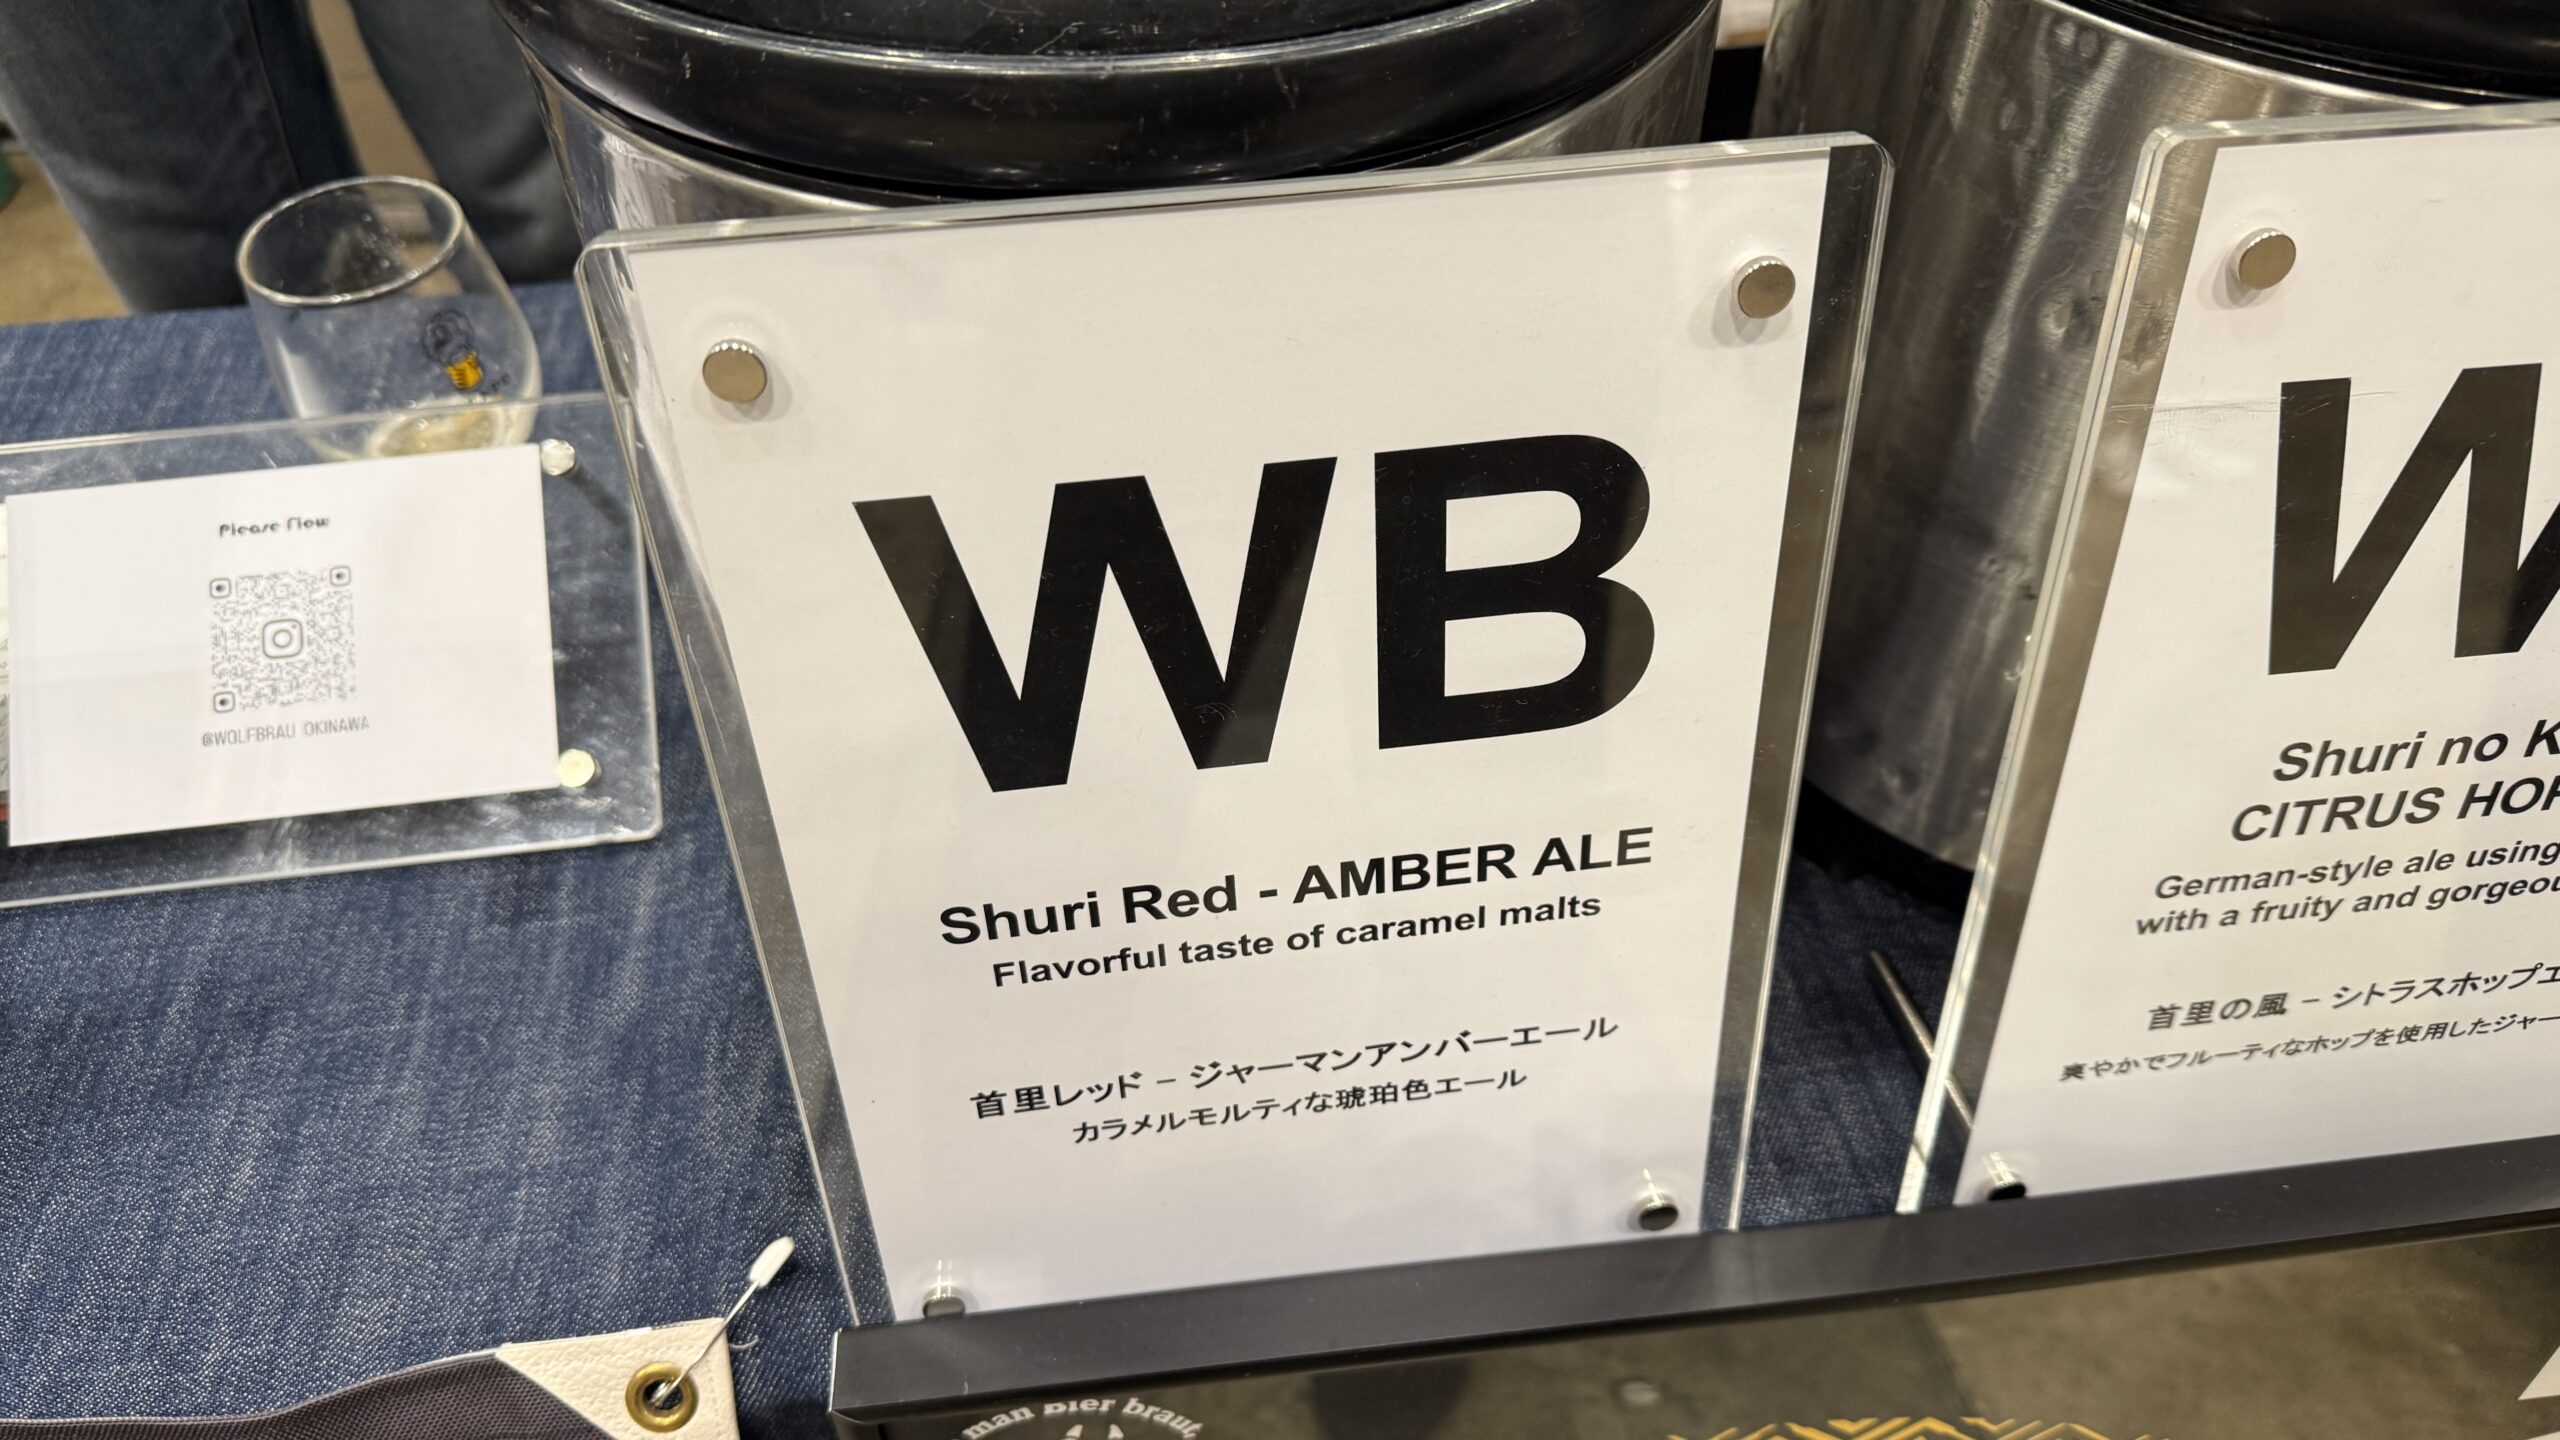 Please flow
@WOLFBRAU_OKINAWA
WB
Shuri Red - AMBER ALE
Flavorful taste of caramel malts
首里レッド – ジャーマンアンバーエール
カラメルモルティな琥珀色エール
W
Shuri no K
CITRUS HOP
German-style ale using
with a fruity and gorgeou
首里の風 – シトラスホップエ
爽やかでフルーティなホップを使用したジャー
man Bier braut,